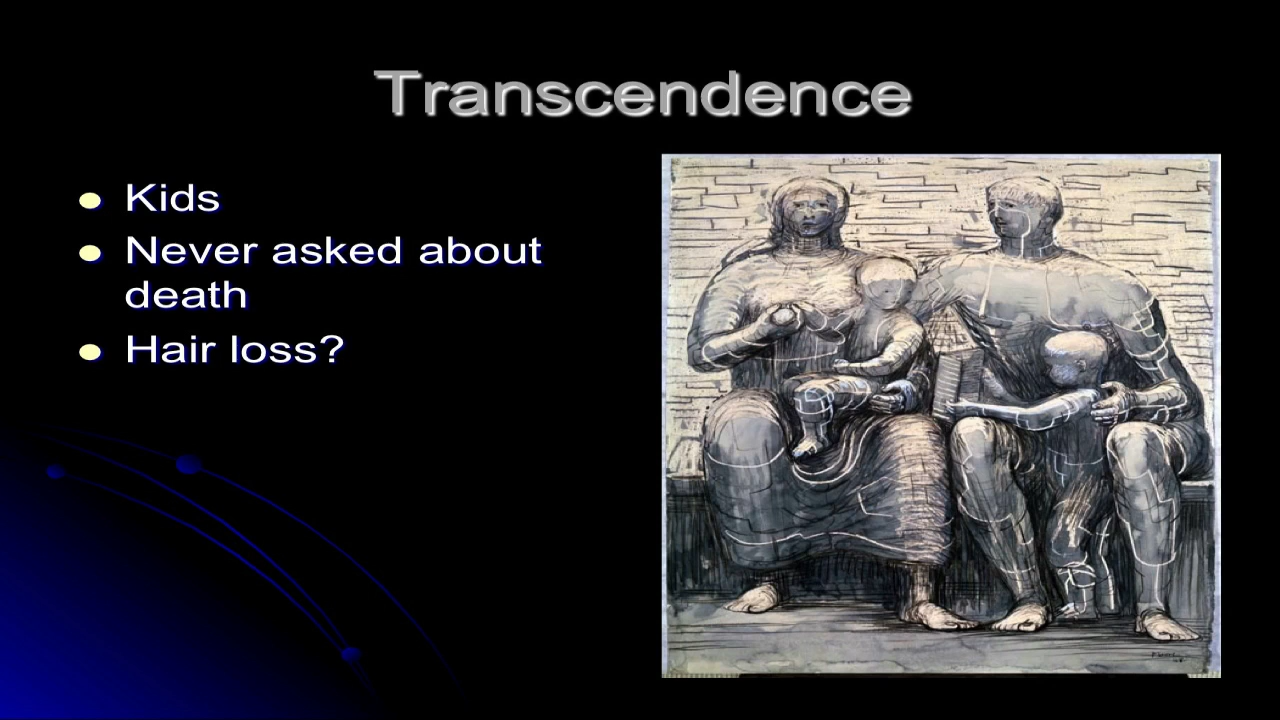 Transcendence
Kids
Never asked about
death
Hair loss?